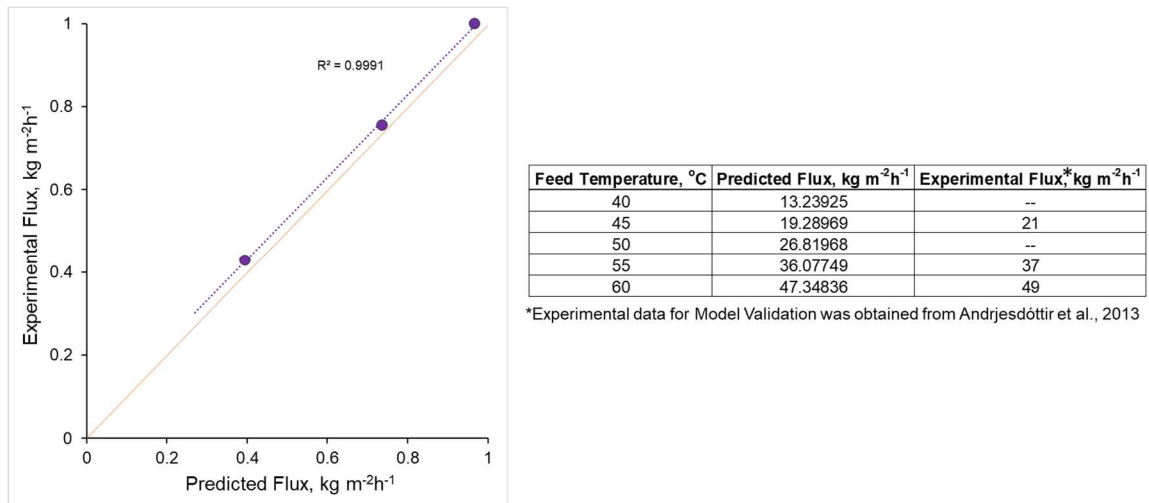 1
0.8
0.6
0.4
0.2
0
0 0.2 0.4 0.6 0.8 1
Experimental Flux, kg m⁻²h⁻¹
Predicted Flux, kg m⁻²h⁻¹
R² = 0.9991
Feed Temperature, °C Predicted Flux, kg m⁻²h⁻¹ Experimental Flux,*kg m⁻²h⁻¹
40 13.23925 --
45 19.28969 21
50 26.81968 --
55 36.07749 37
60 47.34836 49
*Experimental data for Model Validation was obtained from Andrjesdóttir et al., 2013